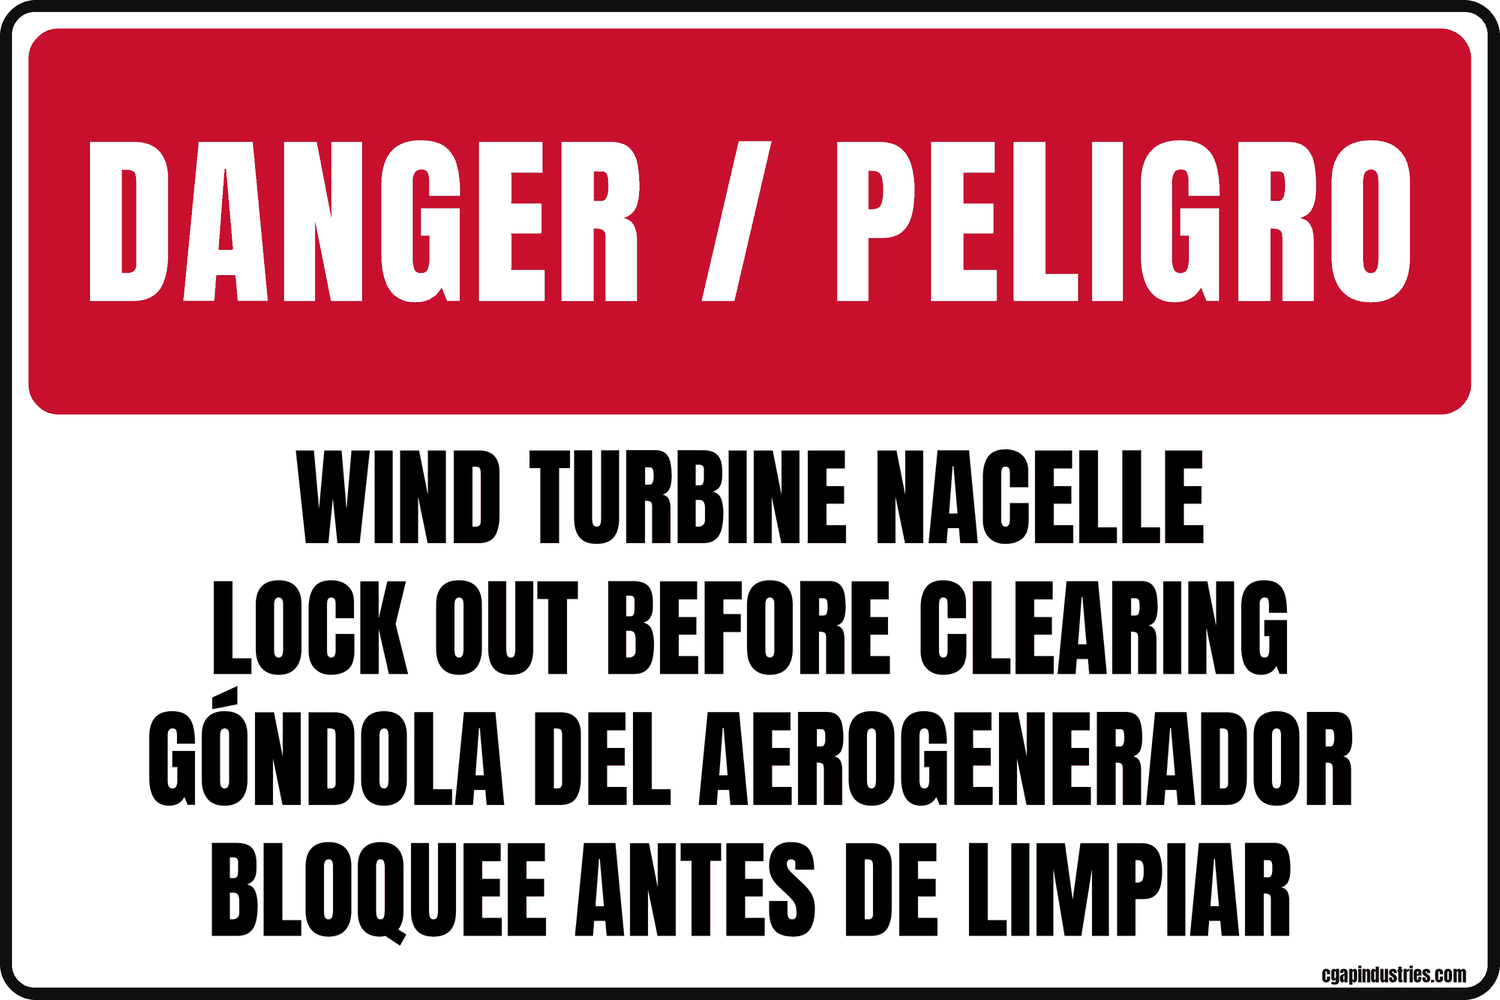 DANGER / PELIGRO
WIND TURBINE NACELLE
LOCK OUT BEFORE CLEARING
GÓNDOLA DEL AEROGENERADOR
BLOQUEE ANTES DE LIMPIAR
cgapindustries.com